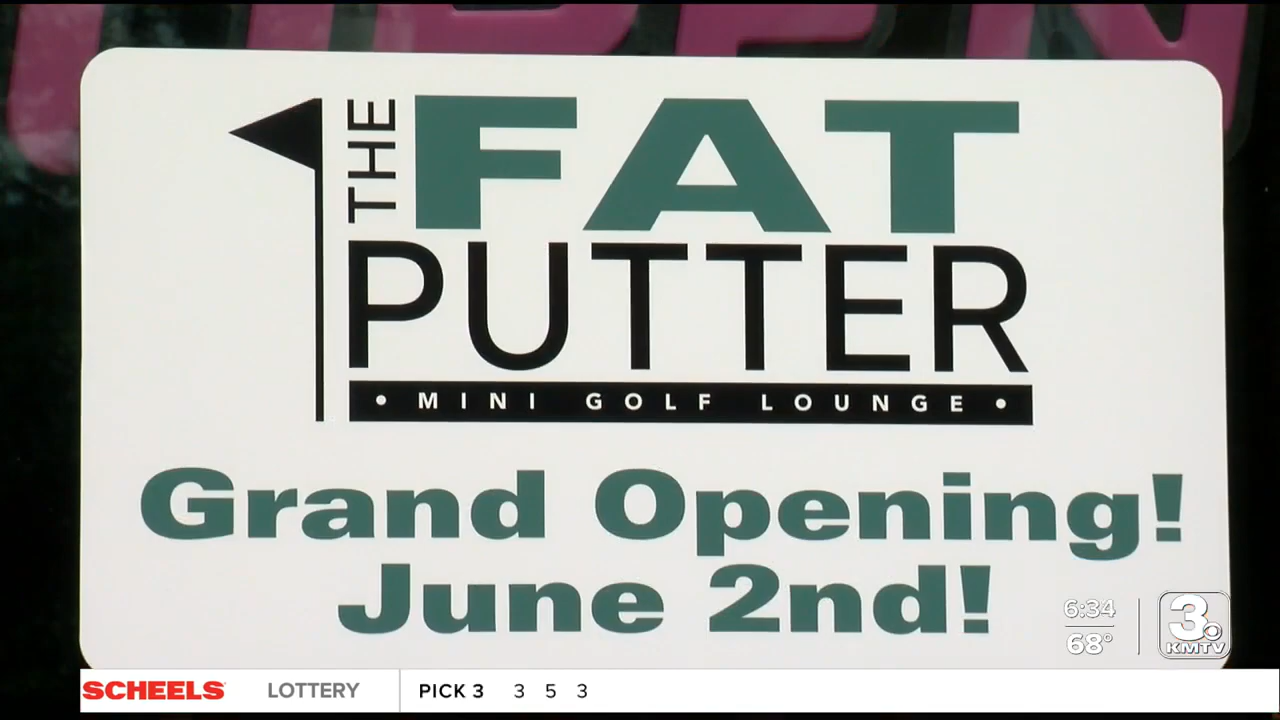 OPEN
THE
FAT
PUTTER
• MINI GOLF LOUNGE •
Grand Opening!
June 2nd!
6:34
68°
3
KMTV
SCHEELS LOTTERY PICK 3 3 5 3